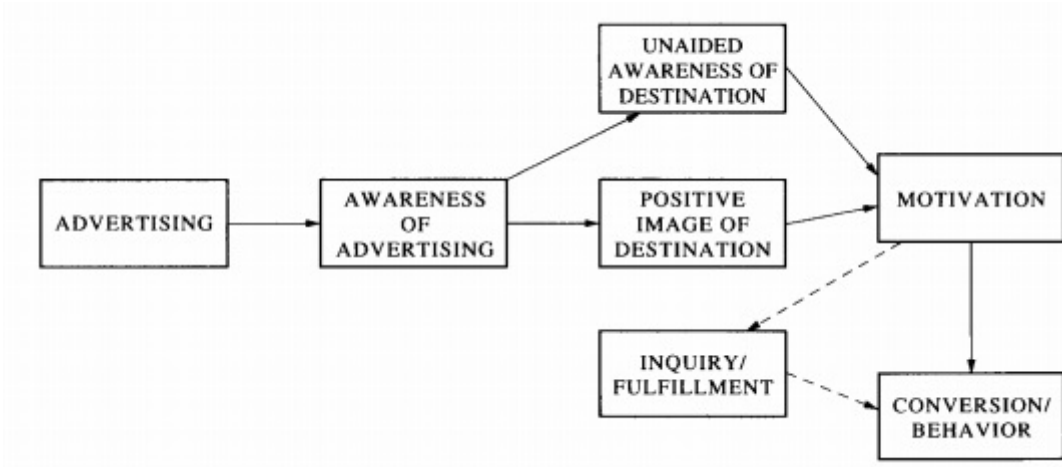 UNAIDED
AWARENESS OF
DESTINATION
ADVERTISING
AWARENESS
OF
ADVERTISING
POSITIVE
IMAGE OF
DESTINATION
MOTIVATION
INQUIRY/
FULFILLMENT
CONVERSION/
BEHAVIOR